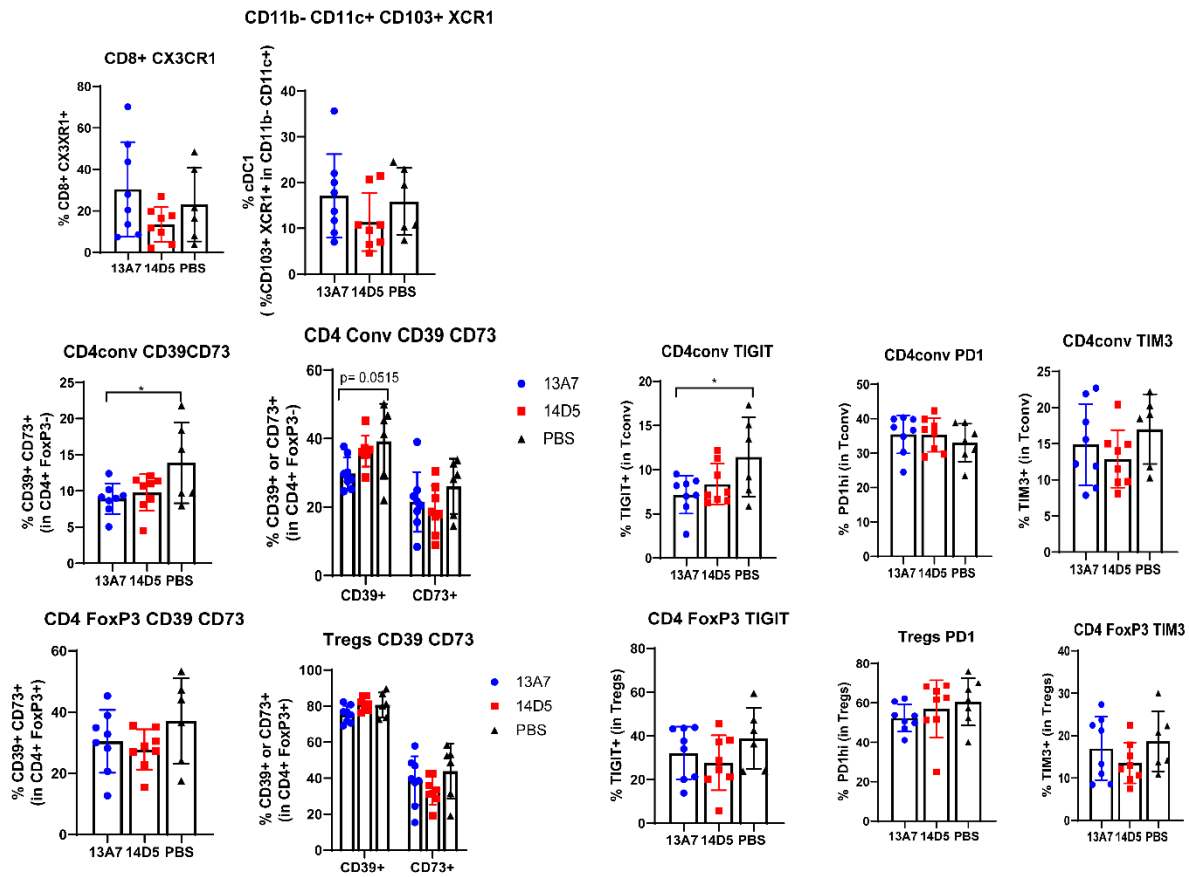 CD11b- CD11c+ CD103+ XCR1
CD8+ CX3CR1
% CD8+ CX3XR1+
80
60
40
20
0
13A7 14D5 PBS
% cDC1
( %CD103+ XCR1+ in CD11b- CD11c+)
40
30
20
10
0
13A7 14D5 PBS
CD4conv CD39CD73
% CD39+ CD73+
(in CD4+ FoxP3-)
25
20
15
10
5
0
*
13A7 14D5 PBS
CD4 Conv CD39 CD73
% CD39+ or CD73+
(in CD4+ FoxP3-)
60
40
20
0
p= 0.0515
CD39+ CD73+
13A7
14D5
PBS
CD4conv TIGIT
% TIGIT+ (in Tconv)
20
15
10
5
0
*
13A7 14D5 PBS
CD4conv PD1
% PD1hi (in Tconv)
50
40
30
20
10
0
13A7 14D5 PBS
CD4conv TIM3
% TIM3+ (in Tconv)
25
20
15
10
5
0
13A7 14D5 PBS
CD4 FoxP3 CD39 CD73
% CD39+ CD73+
(in CD4+ FoxP3+)
60
40
20
0
13A7 14D5 PBS
Tregs CD39 CD73
% CD39+ or CD73+
(in CD4+ FoxP3+)
100
80
60
40
20
0
CD39+ CD73+
13A7
14D5
PBS
CD4 FoxP3 TIGIT
% TIGIT+ (in Tregs)
80
60
40
20
0
13A7 14D5 PBS
Tregs PD1
% PD1hi (in Tregs)
100
80
60
40
20
0
13A7 14D5 PBS
CD4 FoxP3 TIM3
% TIM3+ (in Tregs)
40
30
20
10
0
13A7 14D5 PBS